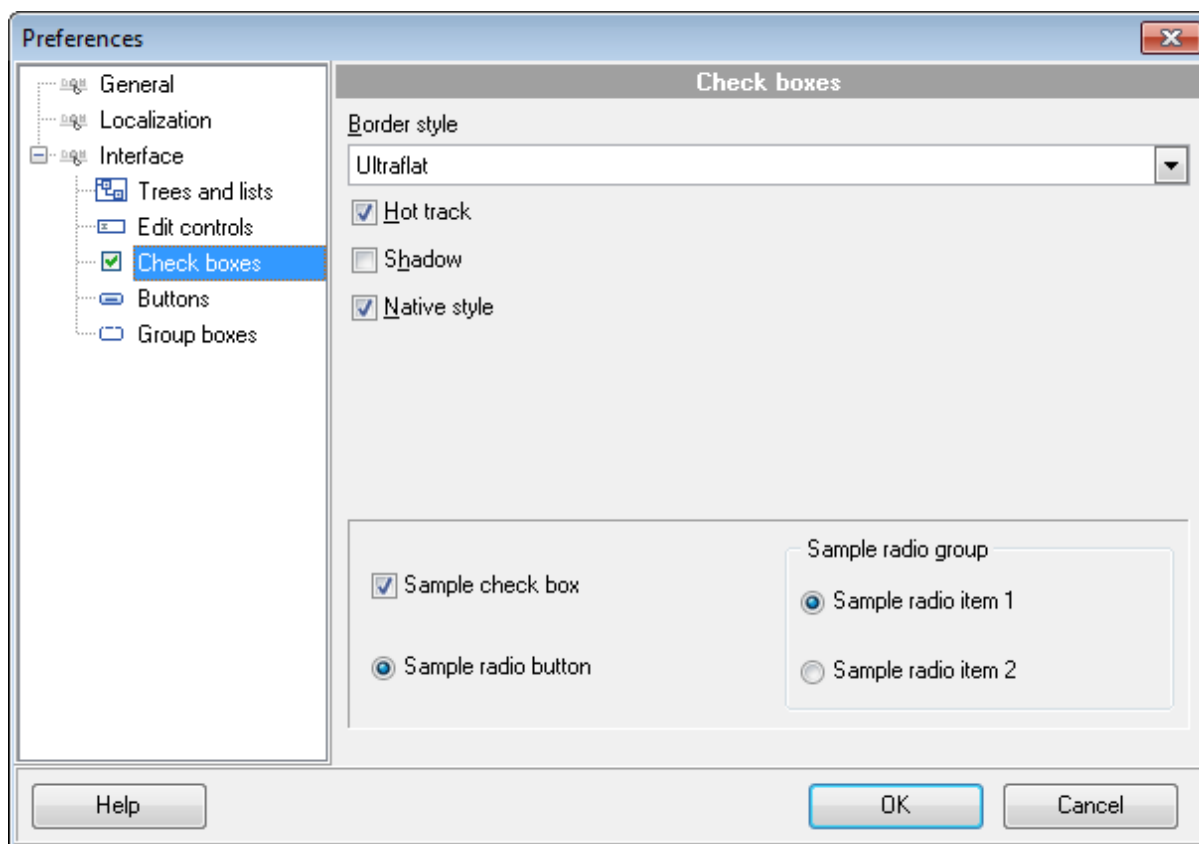 Preferences
General
Localization
Interface
Trees and lists
Edit controls
Check boxes
Buttons
Group boxes
Check boxes
Border style
Ultraflat
Hot track
Shadow
Native style
Sample check box
Sample radio button
Sample radio group
Sample radio item 1
Sample radio item 2
Help
OK
Cancel